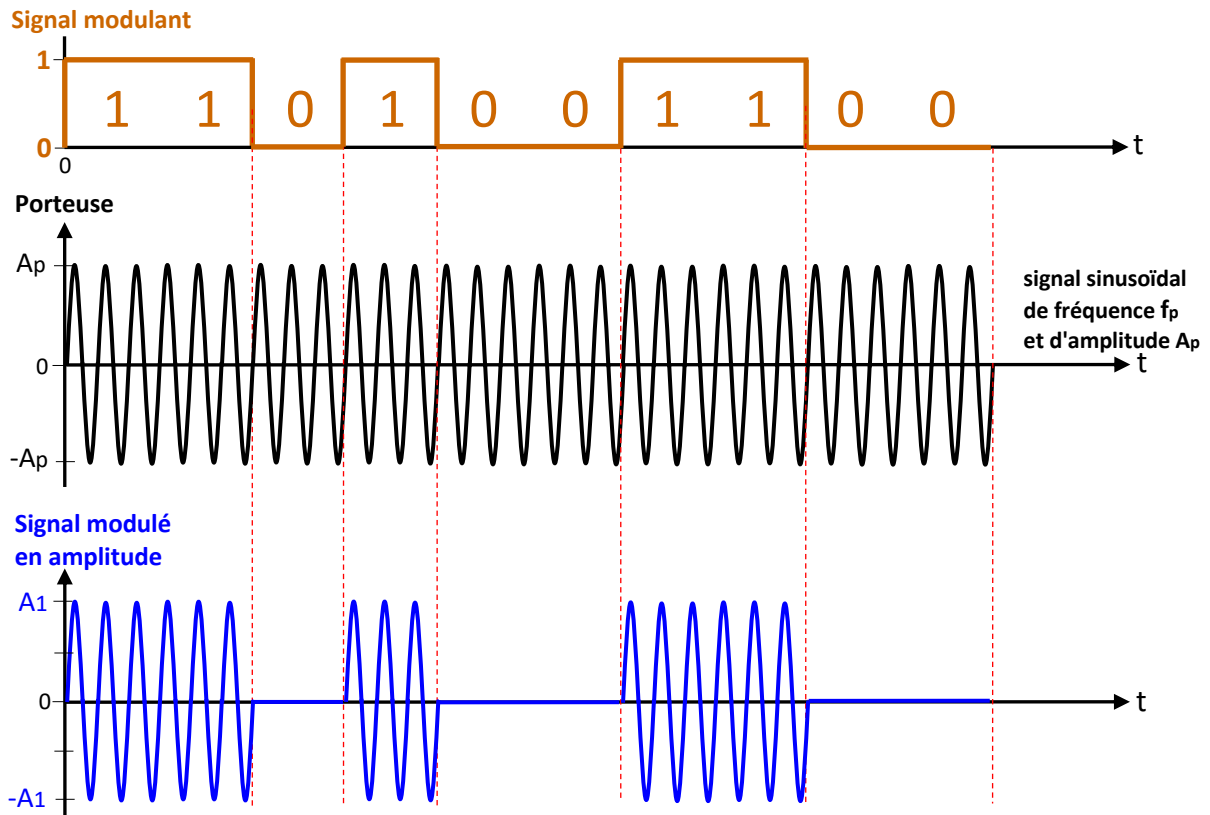 Signal modulant
1
1 1 0 1 0 0 1 1 0 0
0
t
0
Porteuse
Ap
signal sinusoïdal
de fréquence fp
et d'amplitude Ap
0
t
-Ap
Signal modulé
en amplitude
A1
0
t
-A1